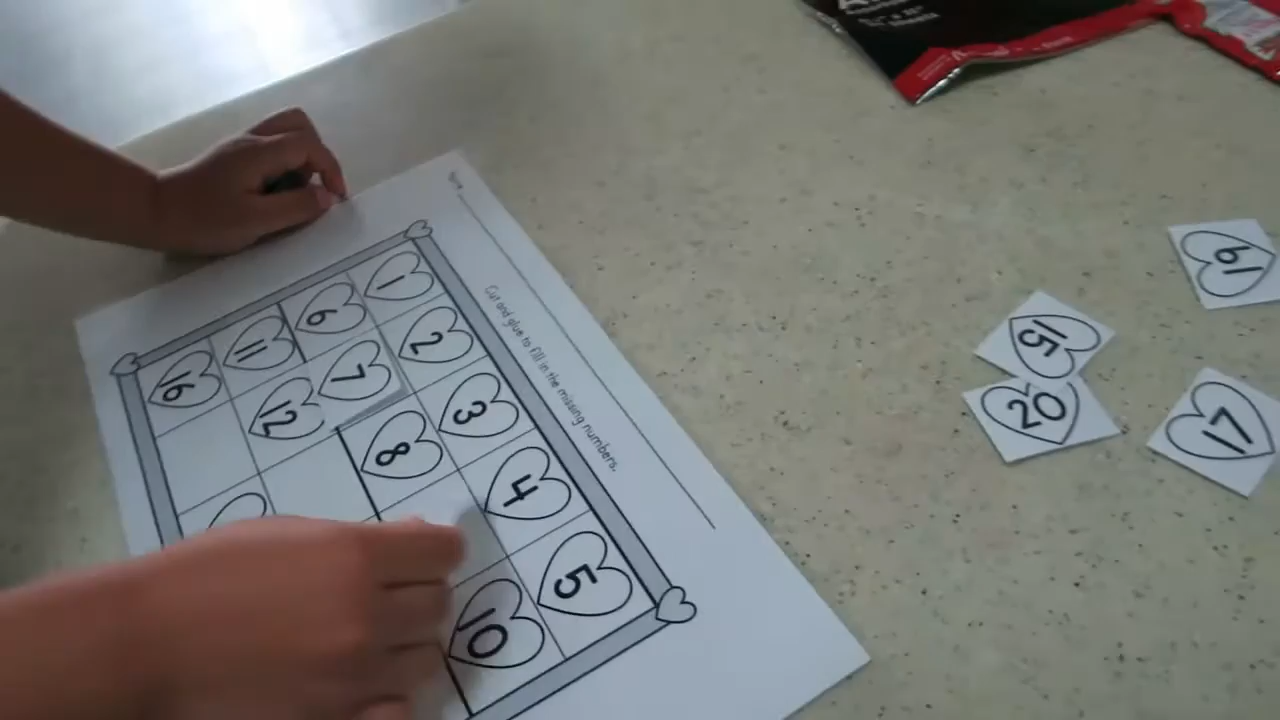 Name
Cut and glue to fill in the missing numbers.
1 2 3 4 5
6 7 8 10
11 12
16
19
15
20
17